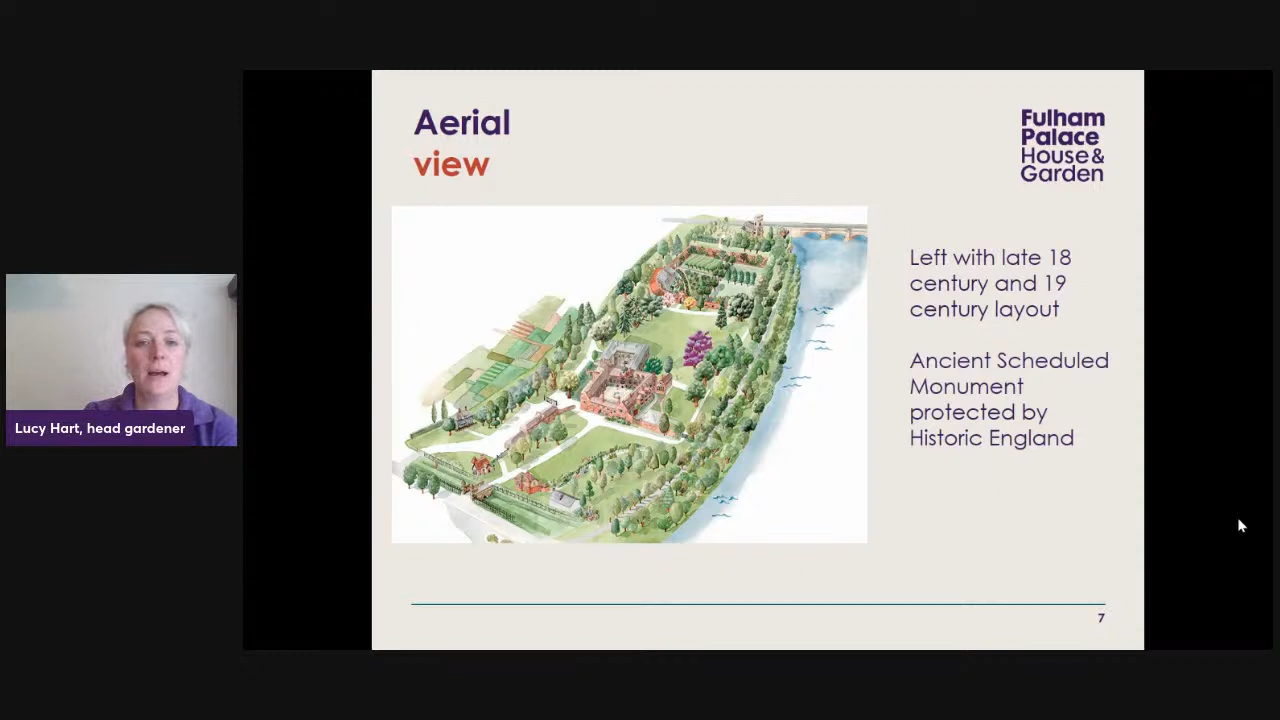 Aerial
view
Fulham
Palace
House &
Garden
Left with late 18
century and 19
century layout
Ancient Scheduled
Monument
protected by
Historic England
Lucy Hart, head gardener
7